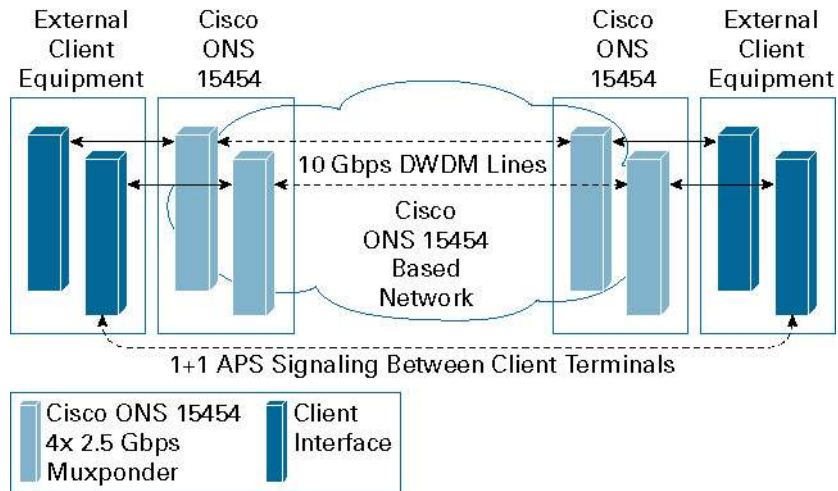 External
Client
Equipment
Cisco
ONS
15454
Cisco
ONS
15454
External
Client
Equipment
10 Gbps DWDM Lines
Cisco
ONS 15454
Based
Network
1+1 APS Signaling Between Client Terminals
Cisco ONS 15454
4x 2.5 Gbps
Muxponder
Client
Interface